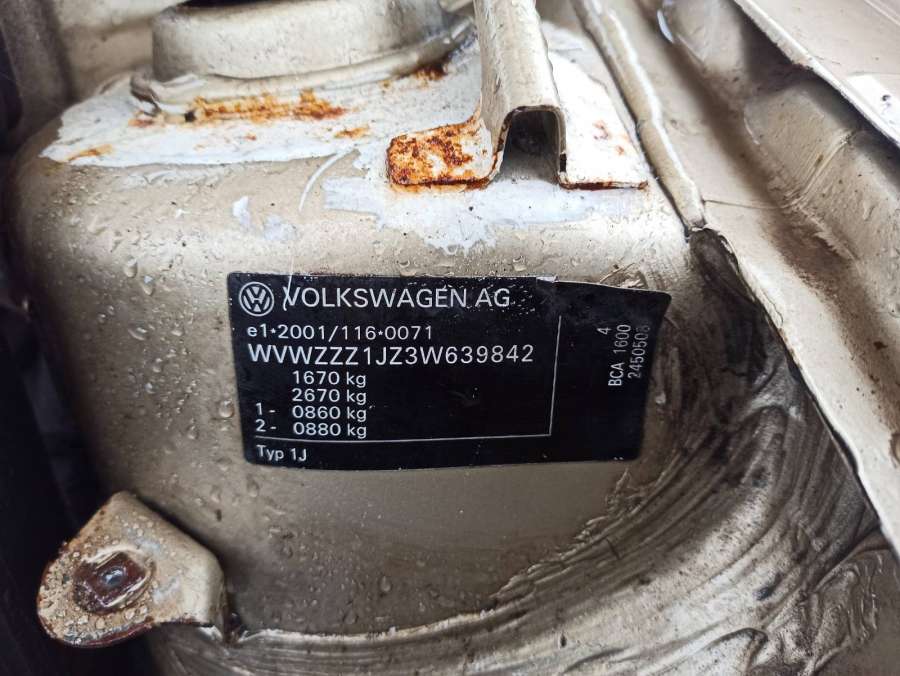 VOLKSWAGEN AG
e1*2001/116*0071
WVWZZZ1JZ3W639842
1670 kg
2670 kg
1- 0860 kg
2- 0880 kg
Typ 1J
BCA 1600 4
2450508